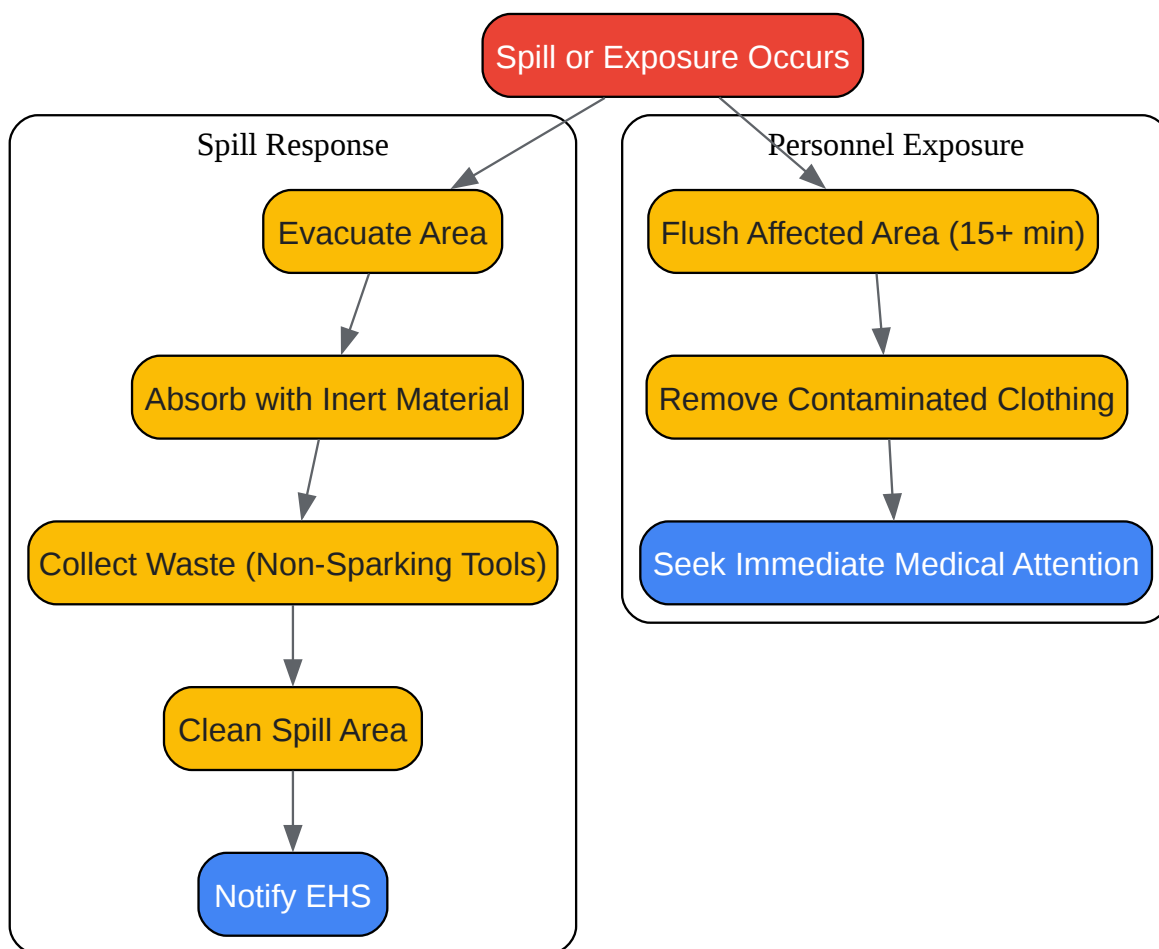 Spill or Exposure Occurs
Spill Response
Evacuate Area
Absorb with Inert Material
Collect Waste (Non-Sparking Tools)
Clean Spill Area
Notify EHS
Personnel Exposure
Flush Affected Area (15+ min)
Remove Contaminated Clothing
Seek Immediate Medical Attention